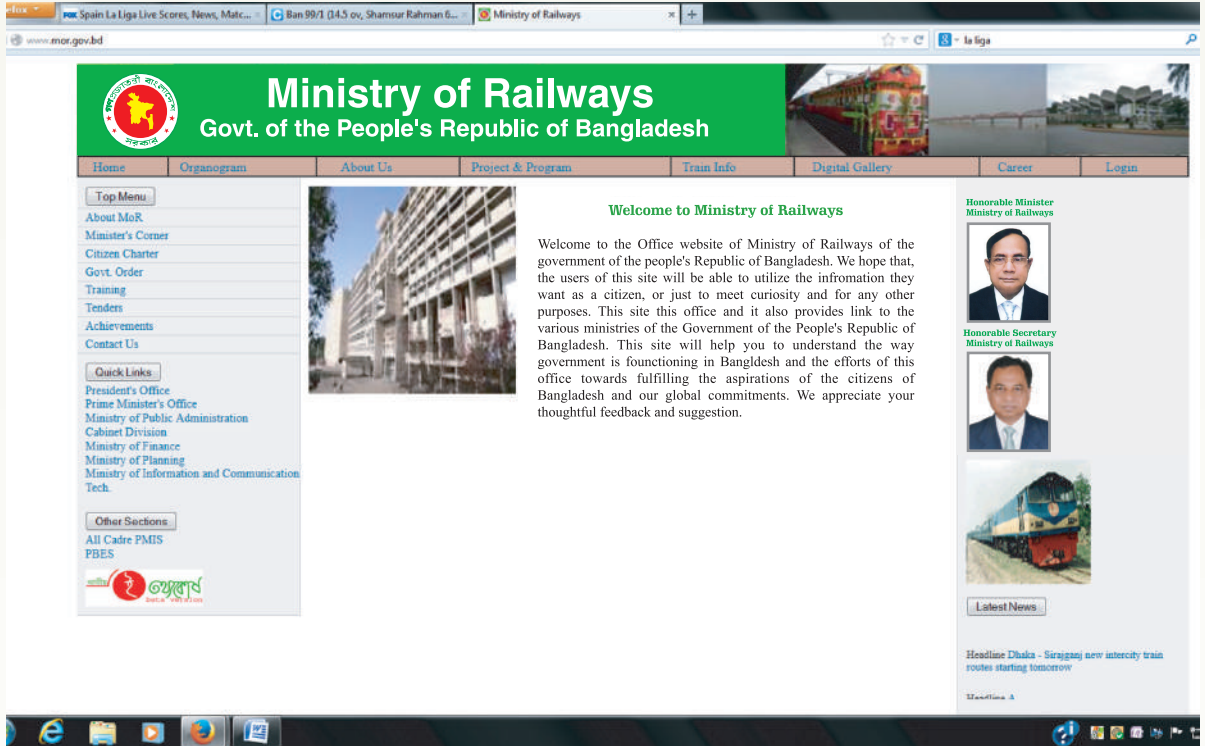 Spain La Liga Live Scores, News, Matc...
Ban 99/1 (14.5 ov, Shamsur Rahman 6...
Ministry of Railways
www.mor.gov.bd
la liga
Ministry of Railways
Govt. of the People's Republic of Bangladesh
Home
Organogram
About Us
Project & Program
Train Info
Digital Gallery
Career
Login
Top Menu
About MoR
Minister's Corner
Citizen Charter
Govt. Order
Training
Tenders
Achievements
Contact Us
Quick Links
President's Office
Prime Minister's Office
Ministry of Public Administration
Cabinet Division
Ministry of Finance
Ministry of Planning
Ministry of Information and Communication
Tech.
Other Sections
All Cadre PMIS
PBES
জাতীয় ই তথ্যকোষ
beta version
Welcome to Ministry of Railways
Welcome to the Office website of Ministry of Railways of the
government of the people's Republic of Bangladesh. We hope that,
the users of this site will be able to utilize the infromation they
want as a citizen, or just to meet curiosity and for any other
purposes. This site this office and it also provides link to the
various ministries of the Government of the People's Republic of
Bangladesh. This site will help you to understand the way
government is founctioning in Bangldesh and the efforts of this
office towards fulfilling the aspirations of the citizens of
Bangladesh and our global commitments. We appreciate your
thoughtful feedback and suggestion.
Honorable Minister
Ministry of Railways
Honorable Secretary
Ministry of Railways
Latest News
Headline Dhaka - Sirajganj new intercity train
routes starting tomorrow
Headline A